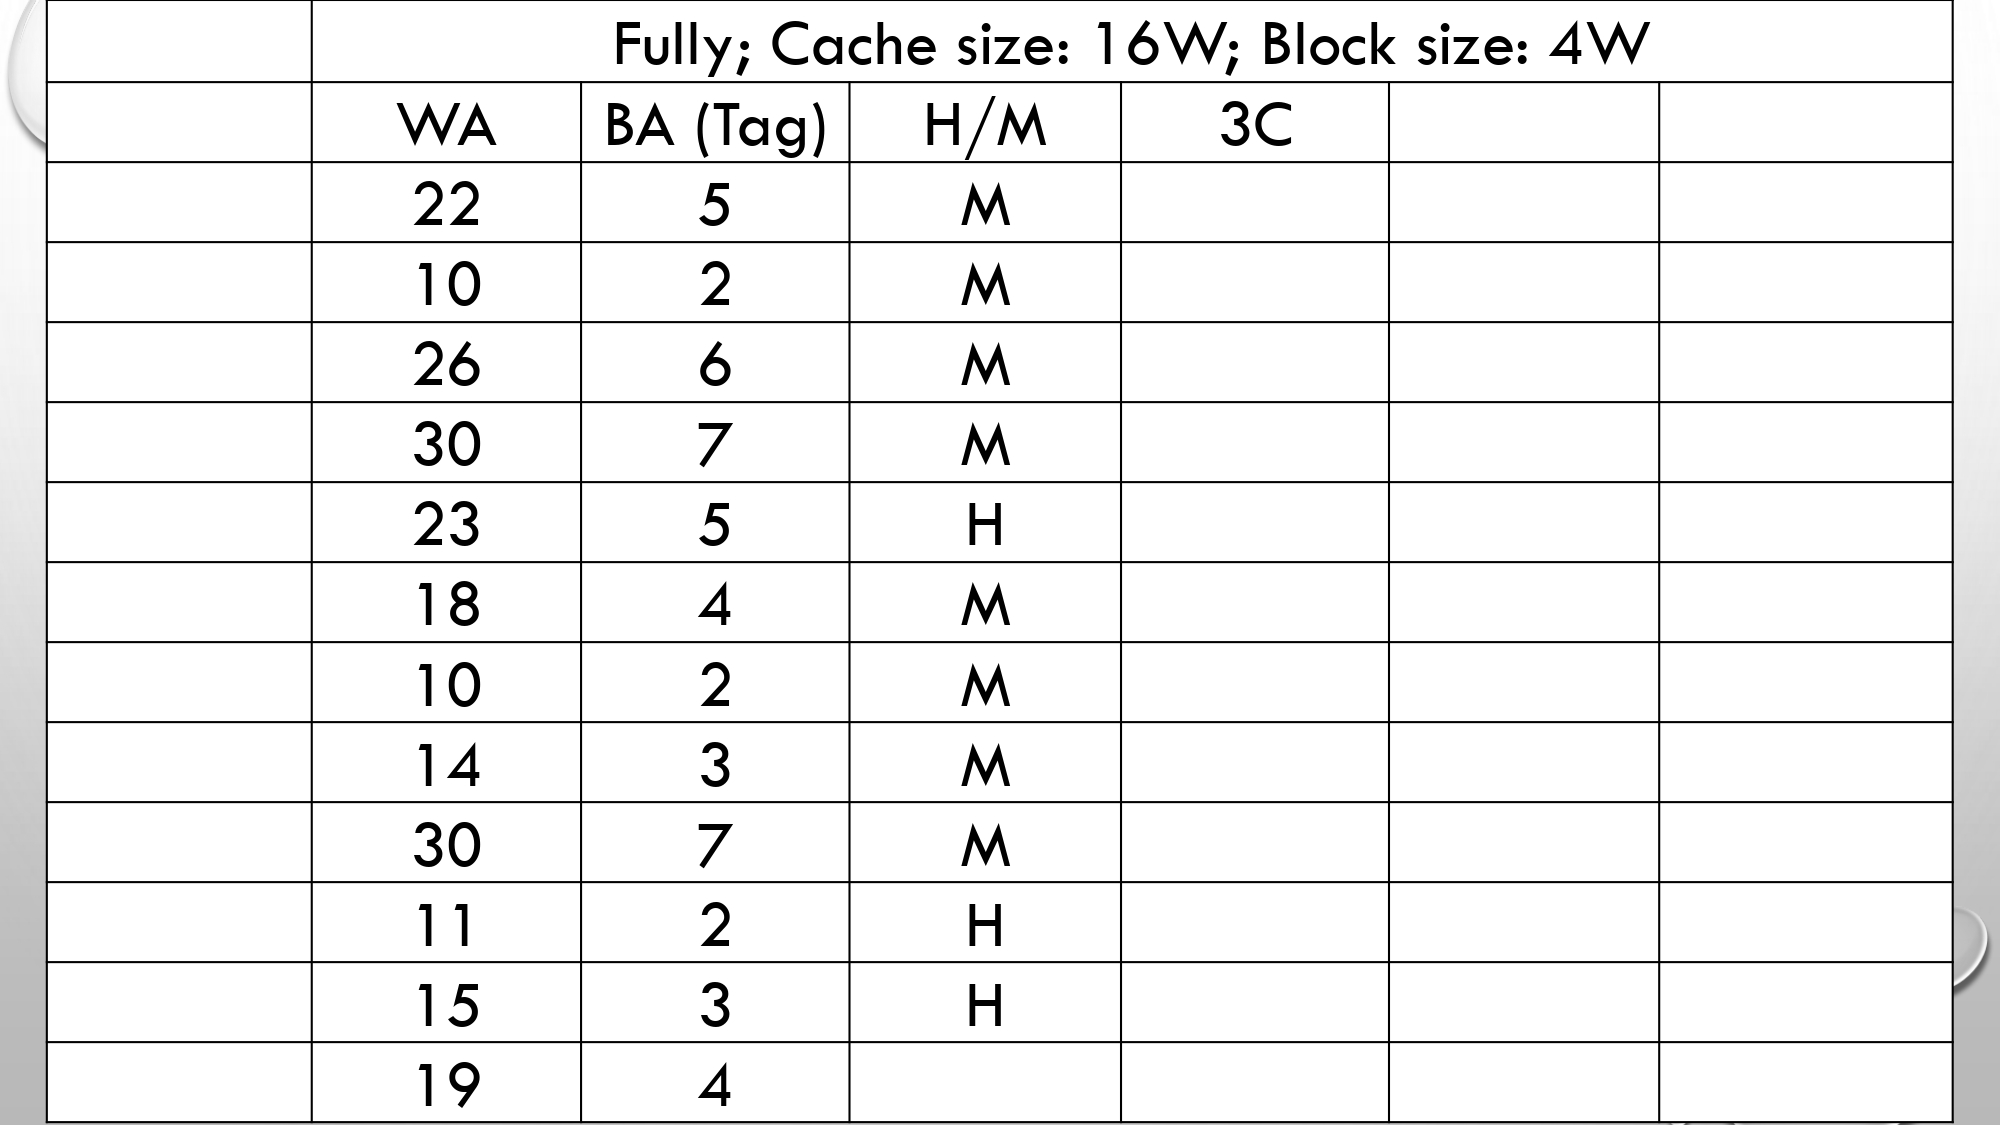 Fully; Cache size: 16W; Block size: 4W
WA BA (Tag) H/M 3C
22 5 M
10 2 M
26 6 M
30 7 M
23 5 H
18 4 M
10 2 M
14 3 M
30 7 M
11 2 H
15 3 H
19 4